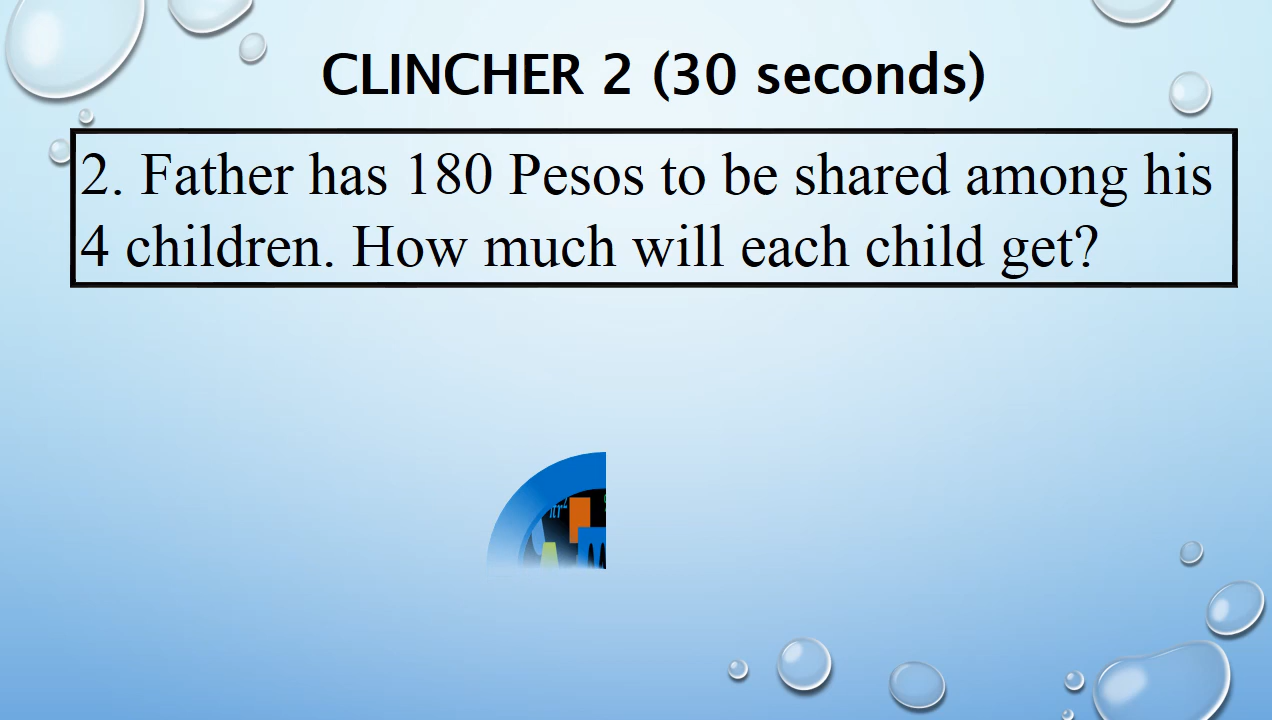 CLINCHER 2 (30 seconds)
2. Father has 180 Pesos to be shared among his
4 children. How much will each child get?